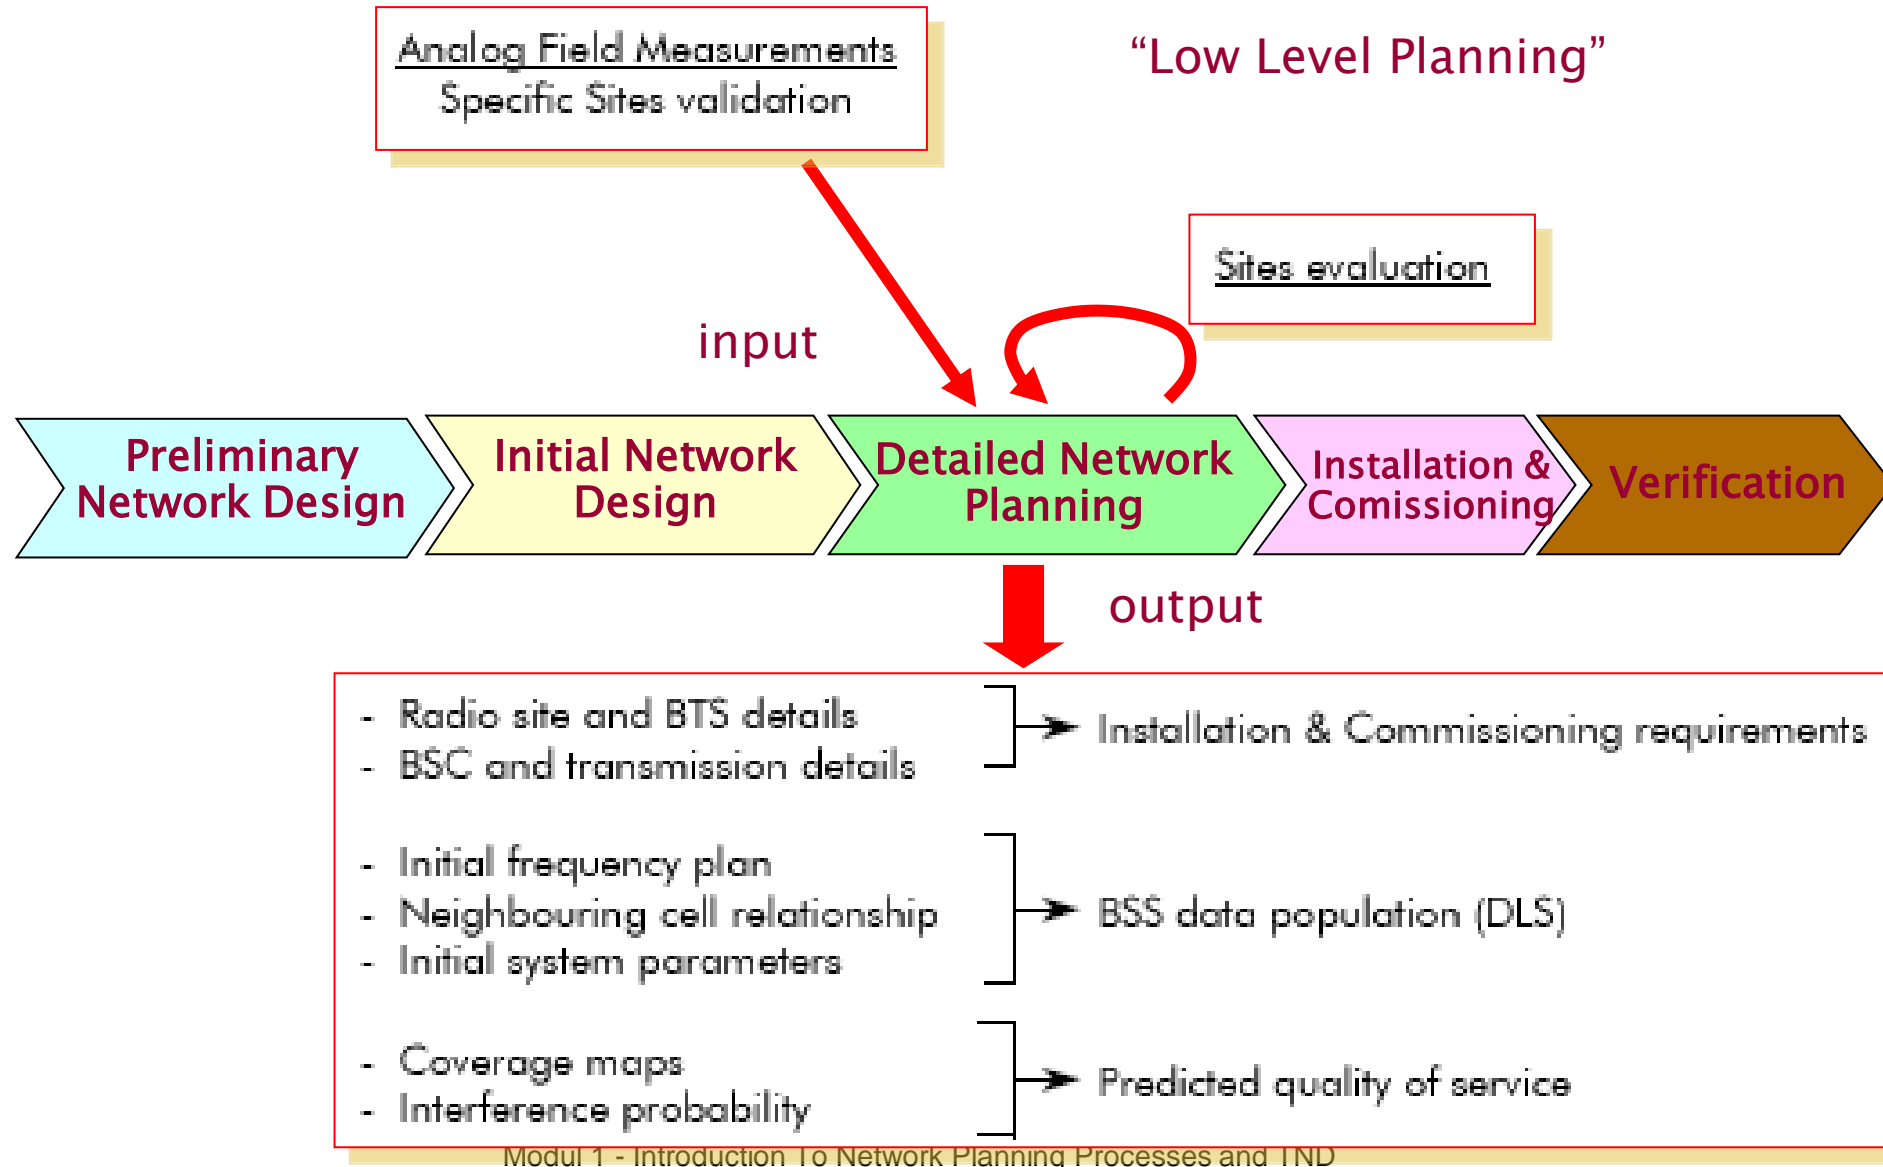 Analog Field Measurements
Specific Sites validation
“Low Level Planning”
Sites evaluation
input
Preliminary
Network Design
Initial Network
Design
Detailed Network
Planning
Installation &
Comissioning
Verification
output
- Radio site and BTS details
- BSC and transmission details
Installation & Commissioning requirements
- Initial frequency plan
- Neighbouring cell relationship
- Initial system parameters
BSS data population (DLS)
- Coverage maps
- Interference probability
Predicted quality of service
Modul 1 - Introduction To Network Planning Processes and TND